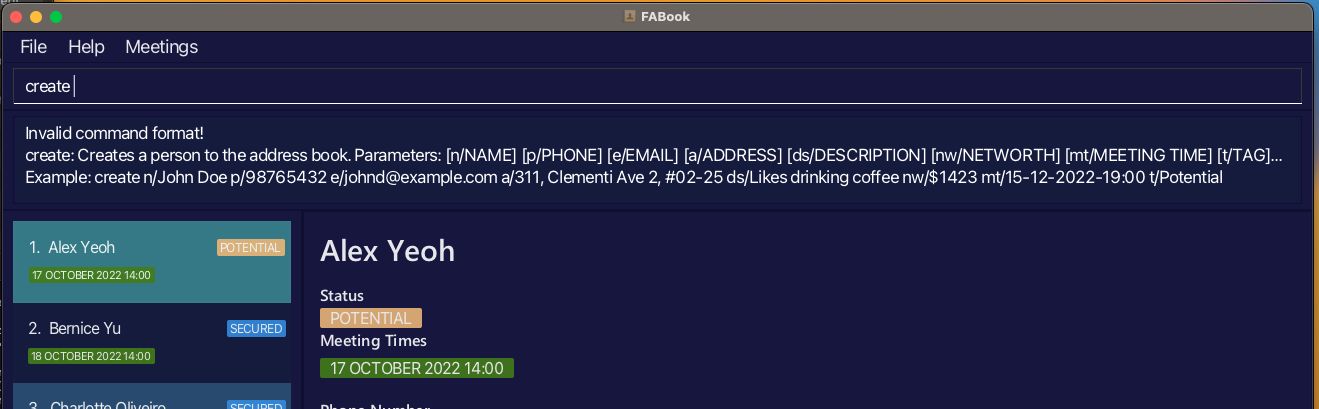 FABook
File Help Meetings
create
Invalid command format!
create: Creates a person to the address book. Parameters: [n/NAME] [p/PHONE] [e/EMAIL] [a/ADDRESS] [ds/DESCRIPTION] [nw/NETWORTH] [mt/MEETING TIME] [t/TAG]...
Example: create n/John Doe p/98765432 e/johnd@example.com a/311, Clementi Ave 2, #02-25 ds/Likes drinking coffee nw/$1423 mt/15-12-2022-19:00 t/Potential
1. Alex Yeoh POTENTIAL
17 OCTOBER 2022 14:00
2. Bernice Yu SECURED
18 OCTOBER 2022 14:00
3. Charlotte Oliveiro SECURED
Alex Yeoh
Status
POTENTIAL
Meeting Times
17 OCTOBER 2022 14:00
Phone Number